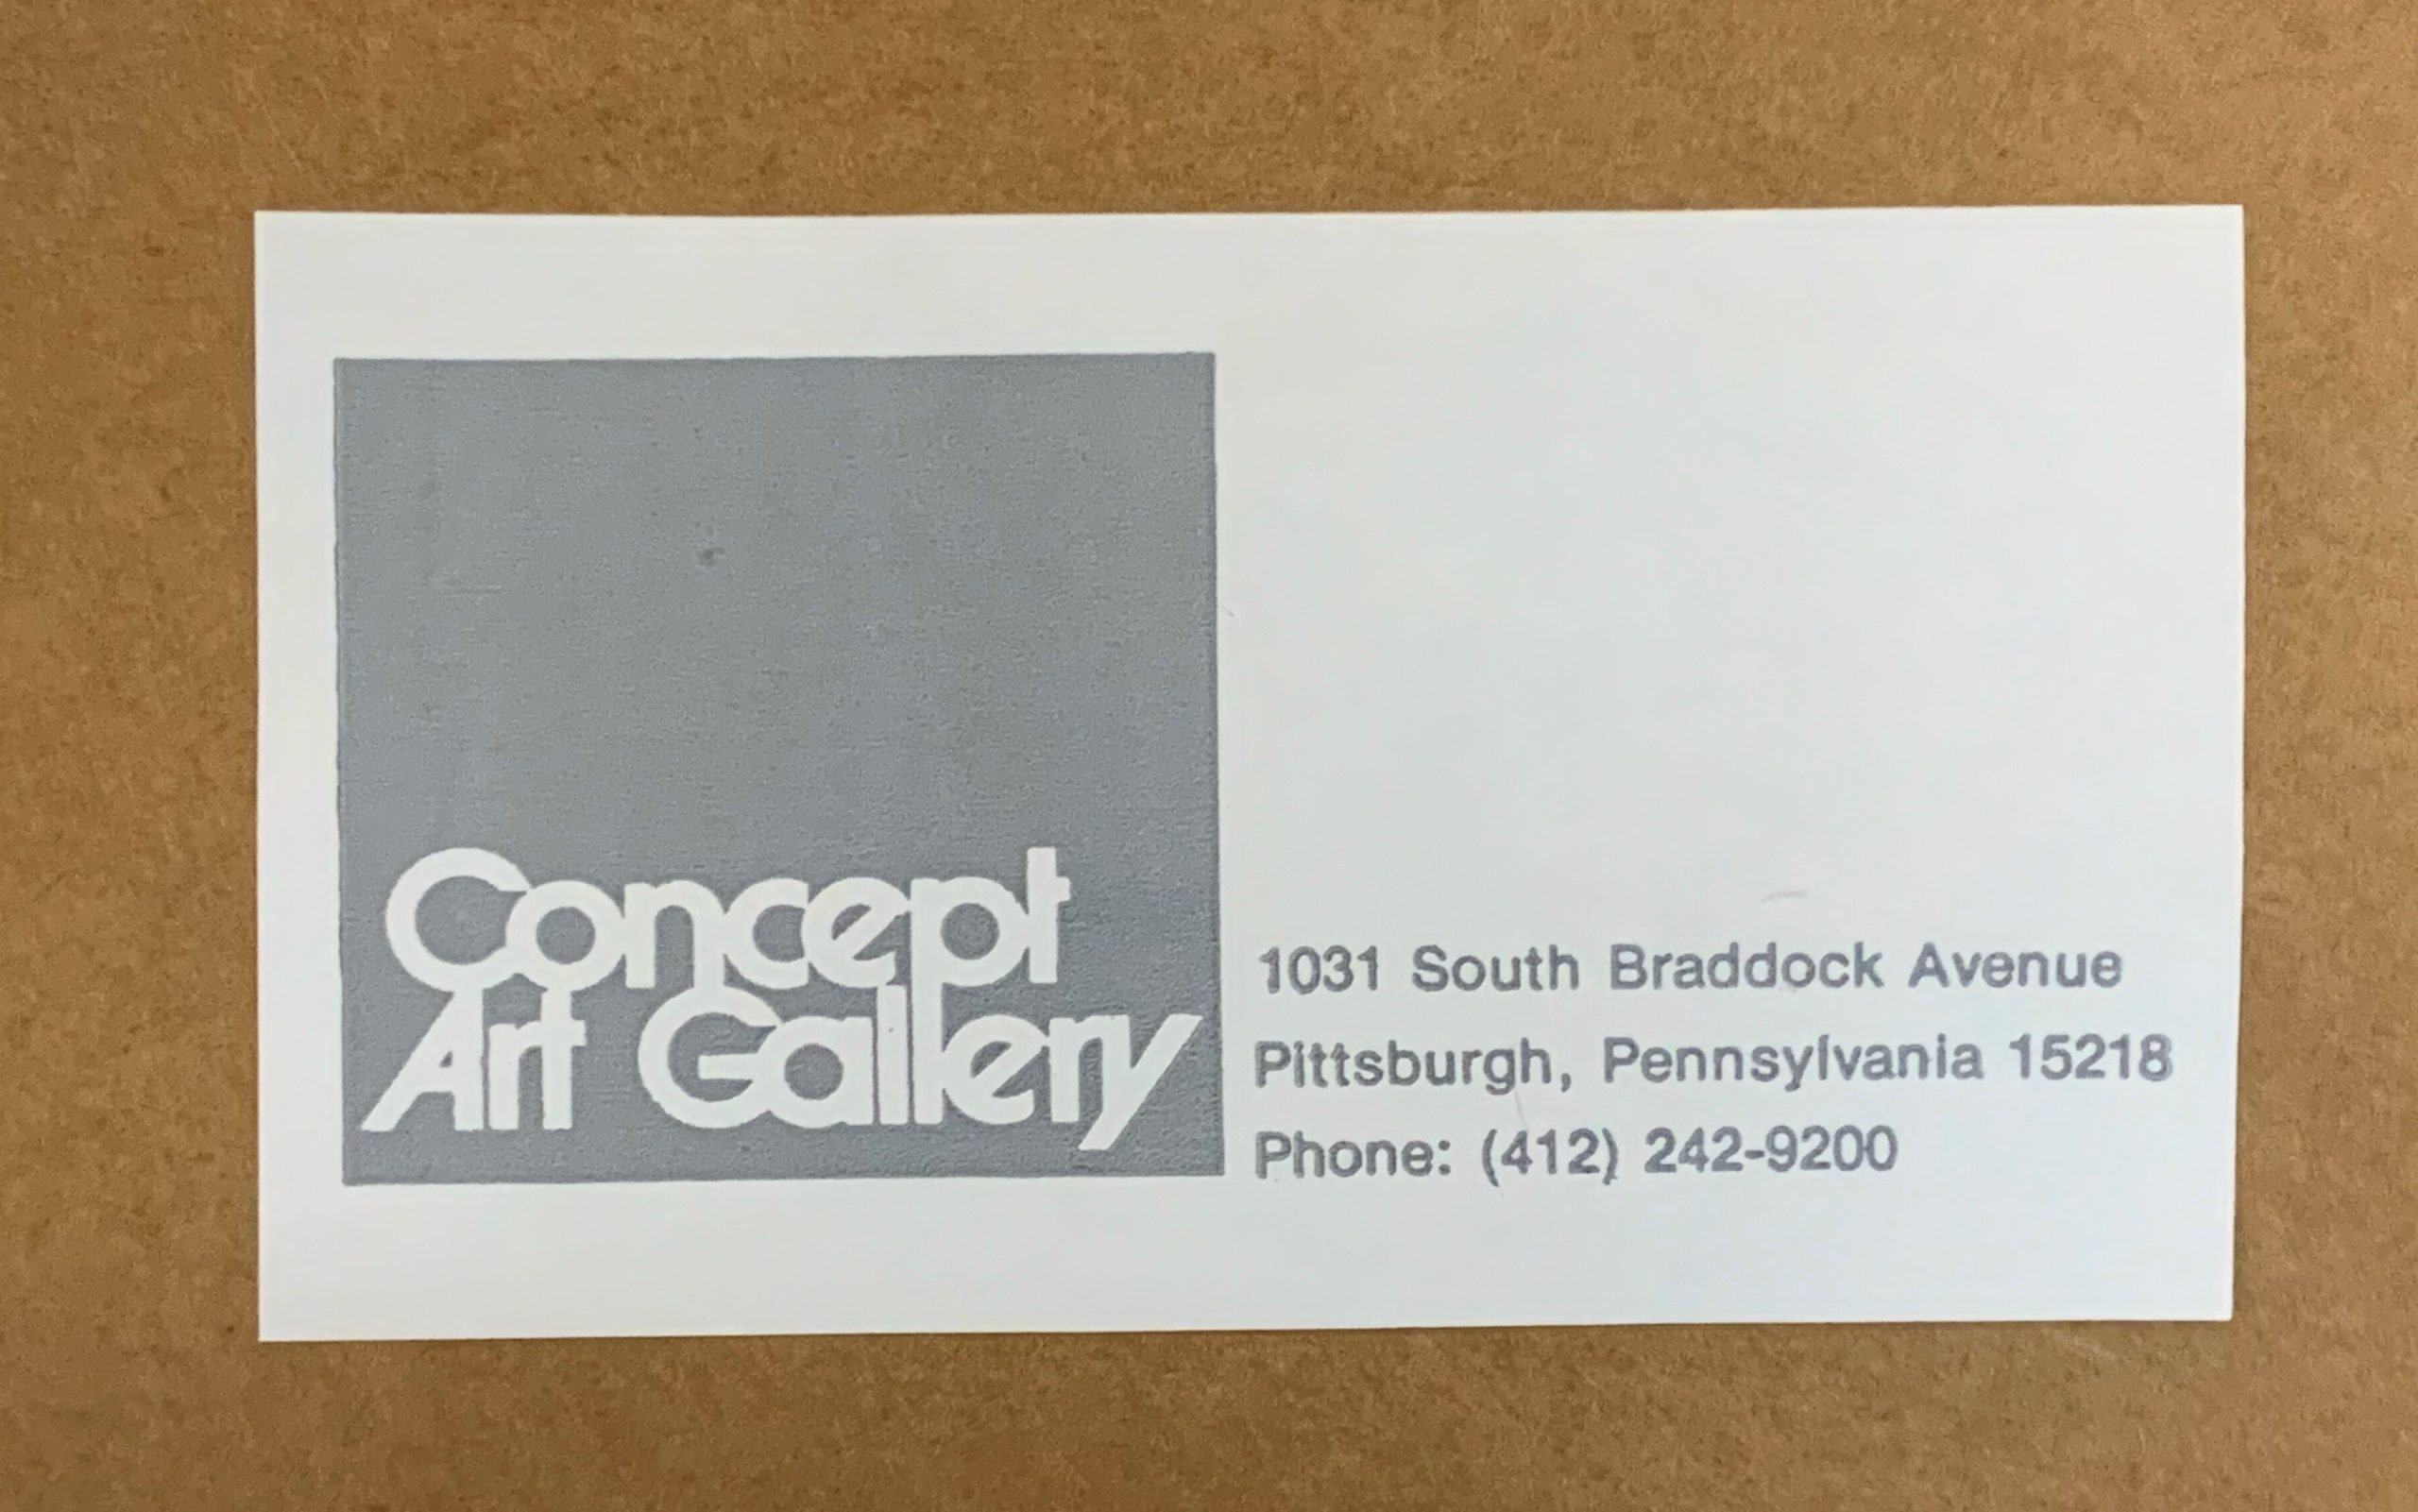 Concept
Art Gallery
1031 South Braddock Avenue
Pittsburgh, Pennsylvania 15218
Phone: (412) 242-9200